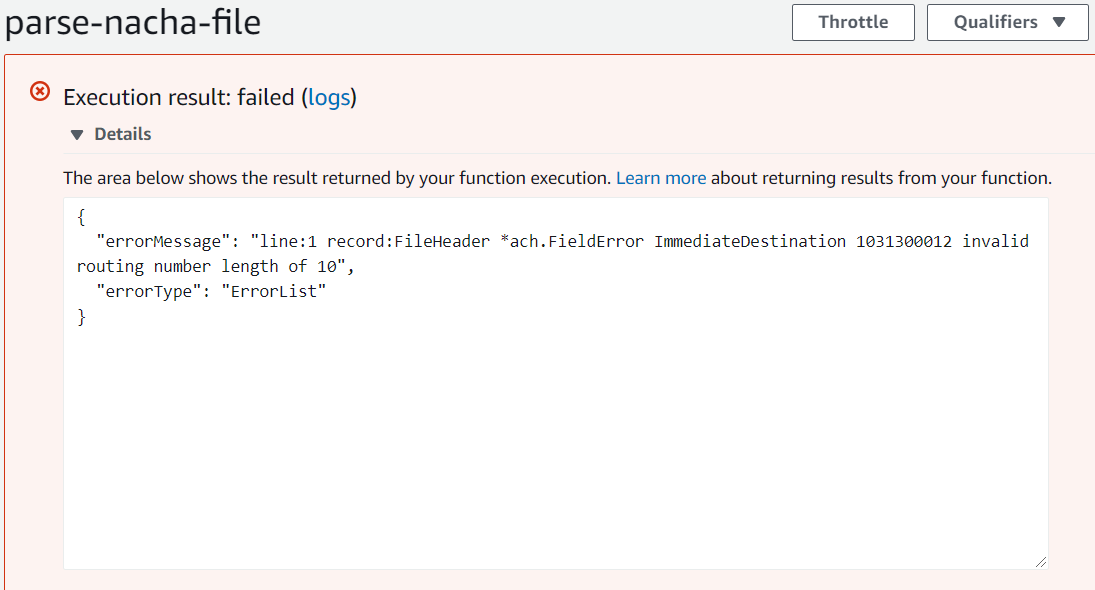 parse-nacha-file
Throttle
Qualifiers
Execution result: failed (logs)
Details
The area below shows the result returned by your function execution. Learn more about returning results from your function.
{
"errorMessage": "line:1 record:FileHeader *ach.FieldError ImmediateDestination 1031300012 invalid
routing number length of 10",
"errorType": "ErrorList"
}